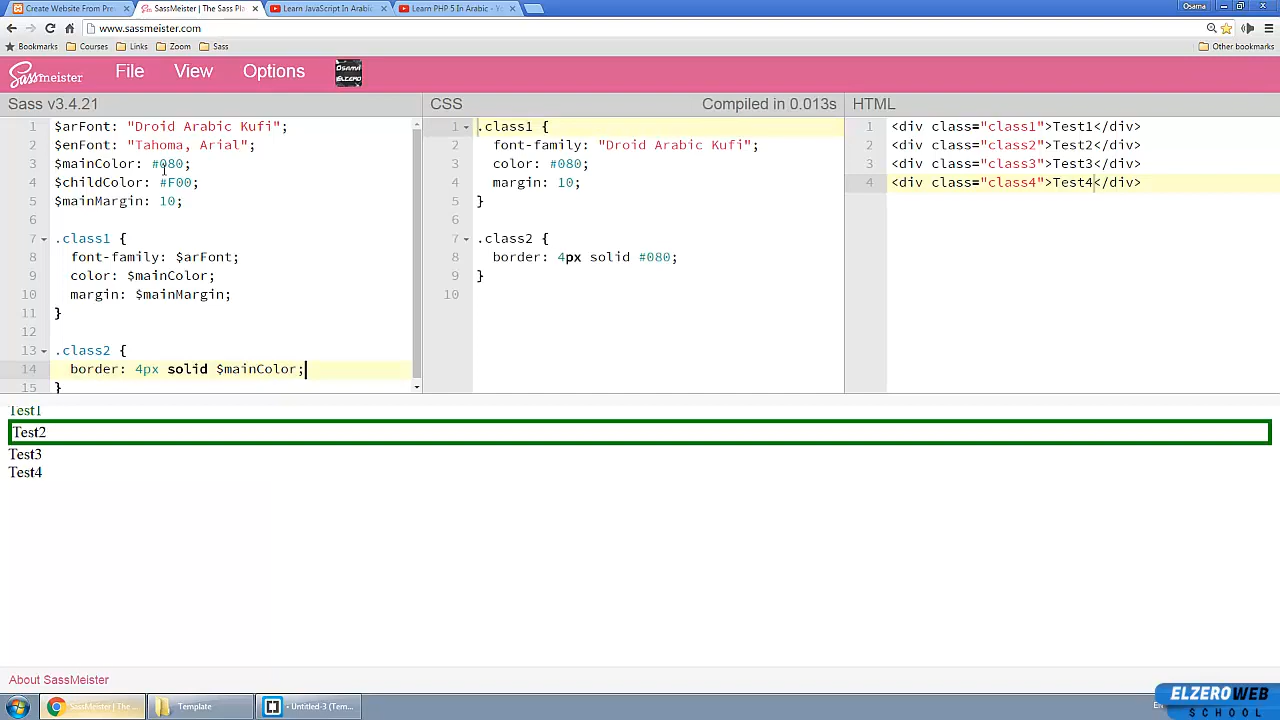 Create Website From Pre
SassMeister | The Sass Pla
Learn JavaScript In Arabic
Learn PHP 5 In Arabic - Yo
Osama
www.sassmeister.com
Bookmarks
Courses
Links
Zoom
Sass
Other bookmarks
SassMeister
File
View
Options
OSAMA
ELZERO
Sass v3.4.21
1 $arFont: "Droid Arabic Kufi";
2 $enFont: "Tahoma, Arial";
3 $mainColor: #080;
4 $childColor: #F00;
5 $mainMargin: 10;
6
7 .class1 {
8 font-family: $arFont;
9 color: $mainColor;
10 margin: $mainMargin;
11 }
12
13 .class2 {
14 border: 4px solid $mainColor;
15 }
CSS
Compiled in 0.013s
1 .class1 {
2 font-family: "Droid Arabic Kufi";
3 color: #080;
4 margin: 10;
5 }
6
7 .class2 {
8 border: 4px solid #080;
9 }
10
HTML
1 <div class="class1">Test1</div>
2 <div class="class2">Test2</div>
3 <div class="class3">Test3</div>
4 <div class="class4">Test4</div>
Test1
Test2
Test3
Test4
About SassMeister
SassMeister | The ...
Template
• Untitled-3 (Tem...
ELZEROWEB
SCHOOL